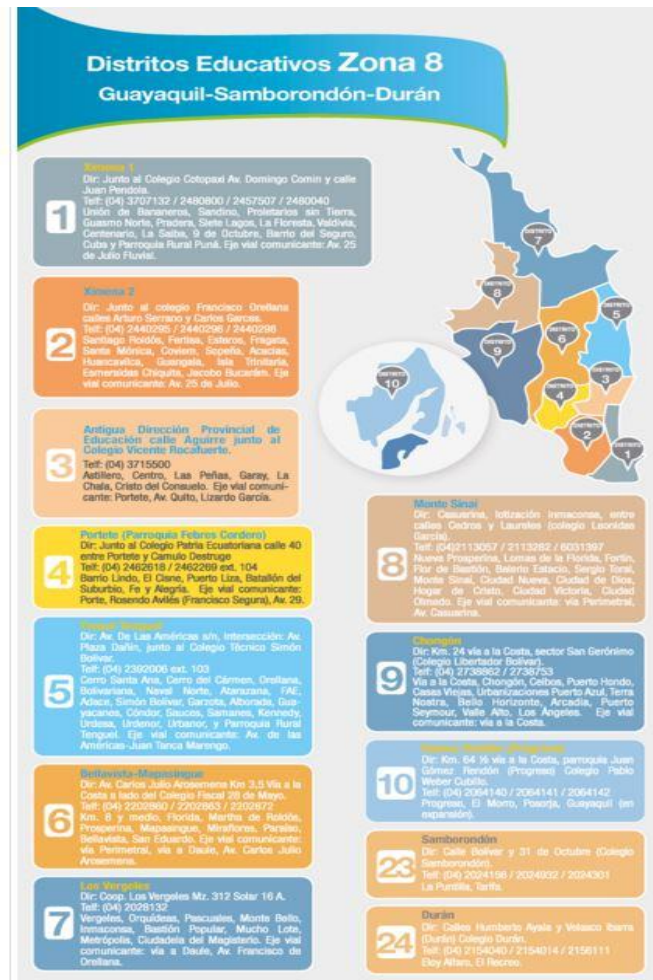 Distritos Educativos Zona 8
Guayaquil-Samborondón-Durán
1
Ximena 1
Dir: Junto al Colegio Cotopaxi Av. Domingo Comín y calle
Juan Pendola.
Telf: (04) 3707132 / 2480800 / 2457507 / 2480040
Unión de Bananeros, Sandino, Proletarios sin Tierra,
Guasmo Norte, Pradera, Siete Lagos, La Floresta, Valdivia,
Centenario, La Saiba, 9 de Octubre, Barrio del Seguro,
Cuba y Parroquia Rural Puná. Eje vial comunicante: Av. 25
de Julio Fluvial.
2
Ximena 2
Dir: Junto al colegio Francisco Orellana
calles Arturo Serrano y Carlos Garces.
Telf: (04) 2440295 / 2440296 / 2440298
Santiago Roldós, Fertisa, Esteros, Fragata,
Santa Mónica, Coviem, Sopeña, Acacias,
Huancavilca, Guangala, Isla Trinitaria,
Esmeraldas Chiquita, Jacobo Bucarám. Eje
vial comunicante: Av. 25 de Julio.
3
Antigua Dirección Provincial de
Educación calle Aguirre junto al
Colegio Vicente Rocafuerte.
Telf: (04) 3715500
Astillero, Centro, Las Peñas, Garay, La
Chala, Cristo del Consuelo. Eje vial comuni-
cante: Portete, Av. Quito, Lizardo García.
4
Portete (Parroquia Febres Cordero)
Dir: Junto al Colegio Patria Ecuatoriana calle 40
entre Portete y Camulo Destruge
Telf: (04) 2462618 / 2462269 ext. 104
Barrio Lindo, El Cisne, Puerto Liza, Batallón del
Suburbio, Fe y Alegría. Eje vial comunicante:
Porte, Rosendo Avilés (Francisco Segura), Av. 29.
5
Dir: Av. De Las Américas s/n, intersección: Av.
Plaza Dañín, junto al Colegio Técnico Simón
Bolívar.
Telf: (04) 2392006 ext. 103
Cerro Santa Ana, Cerro del Cármen, Orellana,
Bolivariana, Naval Norte, Atarazana, FAE,
Adace, Simón Bolívar, Garzota, Alborada, Gua-
yacanes, Cóndor, Sauces, Samanes, Kennedy,
Urdesa, Urdenor, Urbanor, y Parroquia Rural
Tenguel. Eje vial comunicante: Av. de las
Américas-Juan Tanca Marengo.
6
Bellavista-Mapasingue
Dir: Av. Carlos Julio Arosemena Km 3,5 Vía a la
Costa a lado del Colegio Fiscal 28 de Mayo.
Telf: (04) 2202860 / 2202863 / 2202872
Km. 8 y medio, Florida, Martha de Roldós,
Prosperina, Mapasingue, Miraflores, Paraíso,
Bellavista, San Eduardo. Eje vial comunicante:
vía Perimetral, vía a Daule, Av. Carlos Julio
Arosemena.
7
Los Vergeles
Dir: Coop. Los Vergeles Mz. 312 Solar 16 A.
Telf: (04) 2028132
Vergeles, Orquídeas, Pascuales, Monte Bello,
Inmaconsa, Bastión Popular, Mucho Lote,
Metrópolis, Ciudadela del Magisterio. Eje vial
comunicante: vía a Daule, Av. Francisco de
Orellana.
DISTRITO
7
DISTRITO
8
DISTRITO
5
DISTRITO
6
DISTRITO
9
DISTRITO
10
DISTRITO
3
DISTRITO
4
DISTRITO
2
DISTRITO
1
8
Monte Sinaí
Dir: Casuarina, lotización inmaconsa, entre
calles Cedros y Laureles (colegio Leonidas
García).
Telf: (04)2113057 / 2113282 / 6031397
Nueva Prosperina, Lomas de la Florida, Fortín,
Flor de Bastión, Balerio Estacio, Sergio Toral,
Monte Sinaí, Ciudad Nueva, Ciudad de Dios,
Hogar de Cristo, Ciudad Victoria, Ciudad
Olmedo. Eje vial comunicante: vía Perimetral,
Av. Casuarina.
9
Chongón
Dir: Km. 24 vía a la Costa, sector San Gerónimo
(Colegio Libertador Bolívar).
Telf: (04) 2738862 / 2738753
Vía a la Costa, Chongón, Ceibos, Puerto Hondo,
Casas Viejas, Urbanizaciones Puerto Azul, Terra
Nostra, Bello Horizonte, Arcadia, Puerto
Seymour, Valle Alto, Los Ángeles. Eje vial
comunicante: vía a la Costa.
10
Dir: Km. 64 ½ vía a la Costa, parroquia Juan
Gómez Rendón (Progreso) Colegio Pablo
Weber Cubillo.
Telf: (04) 2064140 / 2064141 / 2064142
Progreso, El Morro, Posorja, Guayaquil (en
expansión).
23
Samborondón
Dir: Calle Bolívar y 31 de Octubre (Colegio
Samborondón).
Telf: (04) 2024196 / 2024932 / 2024301
La Puntilla, Tarifa.
24
Durán
Dir: Calles Humberto Ayala y Velasco Ibarra
(Durán) Colegio Durán.
Telf: (04) 2154040 / 2154014 / 2156111
Eloy Alfaro, El Recreo.